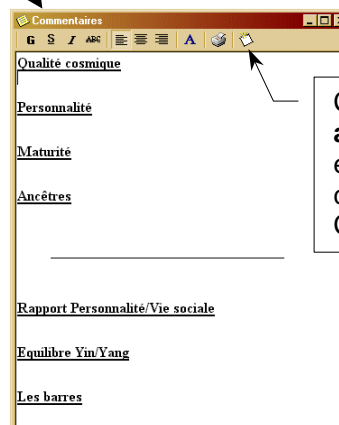 Commentaires
G S I ABC A
Qualité cosmique
Personnalité
Maturité
Ancêtres
Rapport Personnalité/Vie sociale
Equilibre Yin/Yang
Les barres